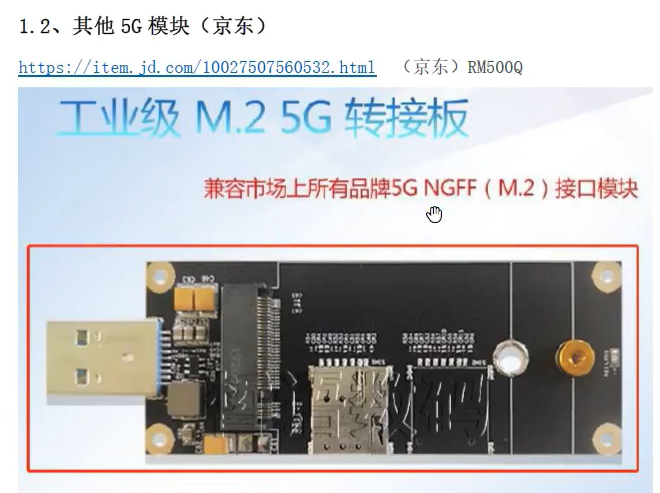 1.2、其他 5G 模块（京东）
https://item.jd.com/10027507560532.html （京东）RM500Q
工业级 M.2 5G 转接板
兼容市场上所有品牌5G NGFF（M.2）接口模块
数码